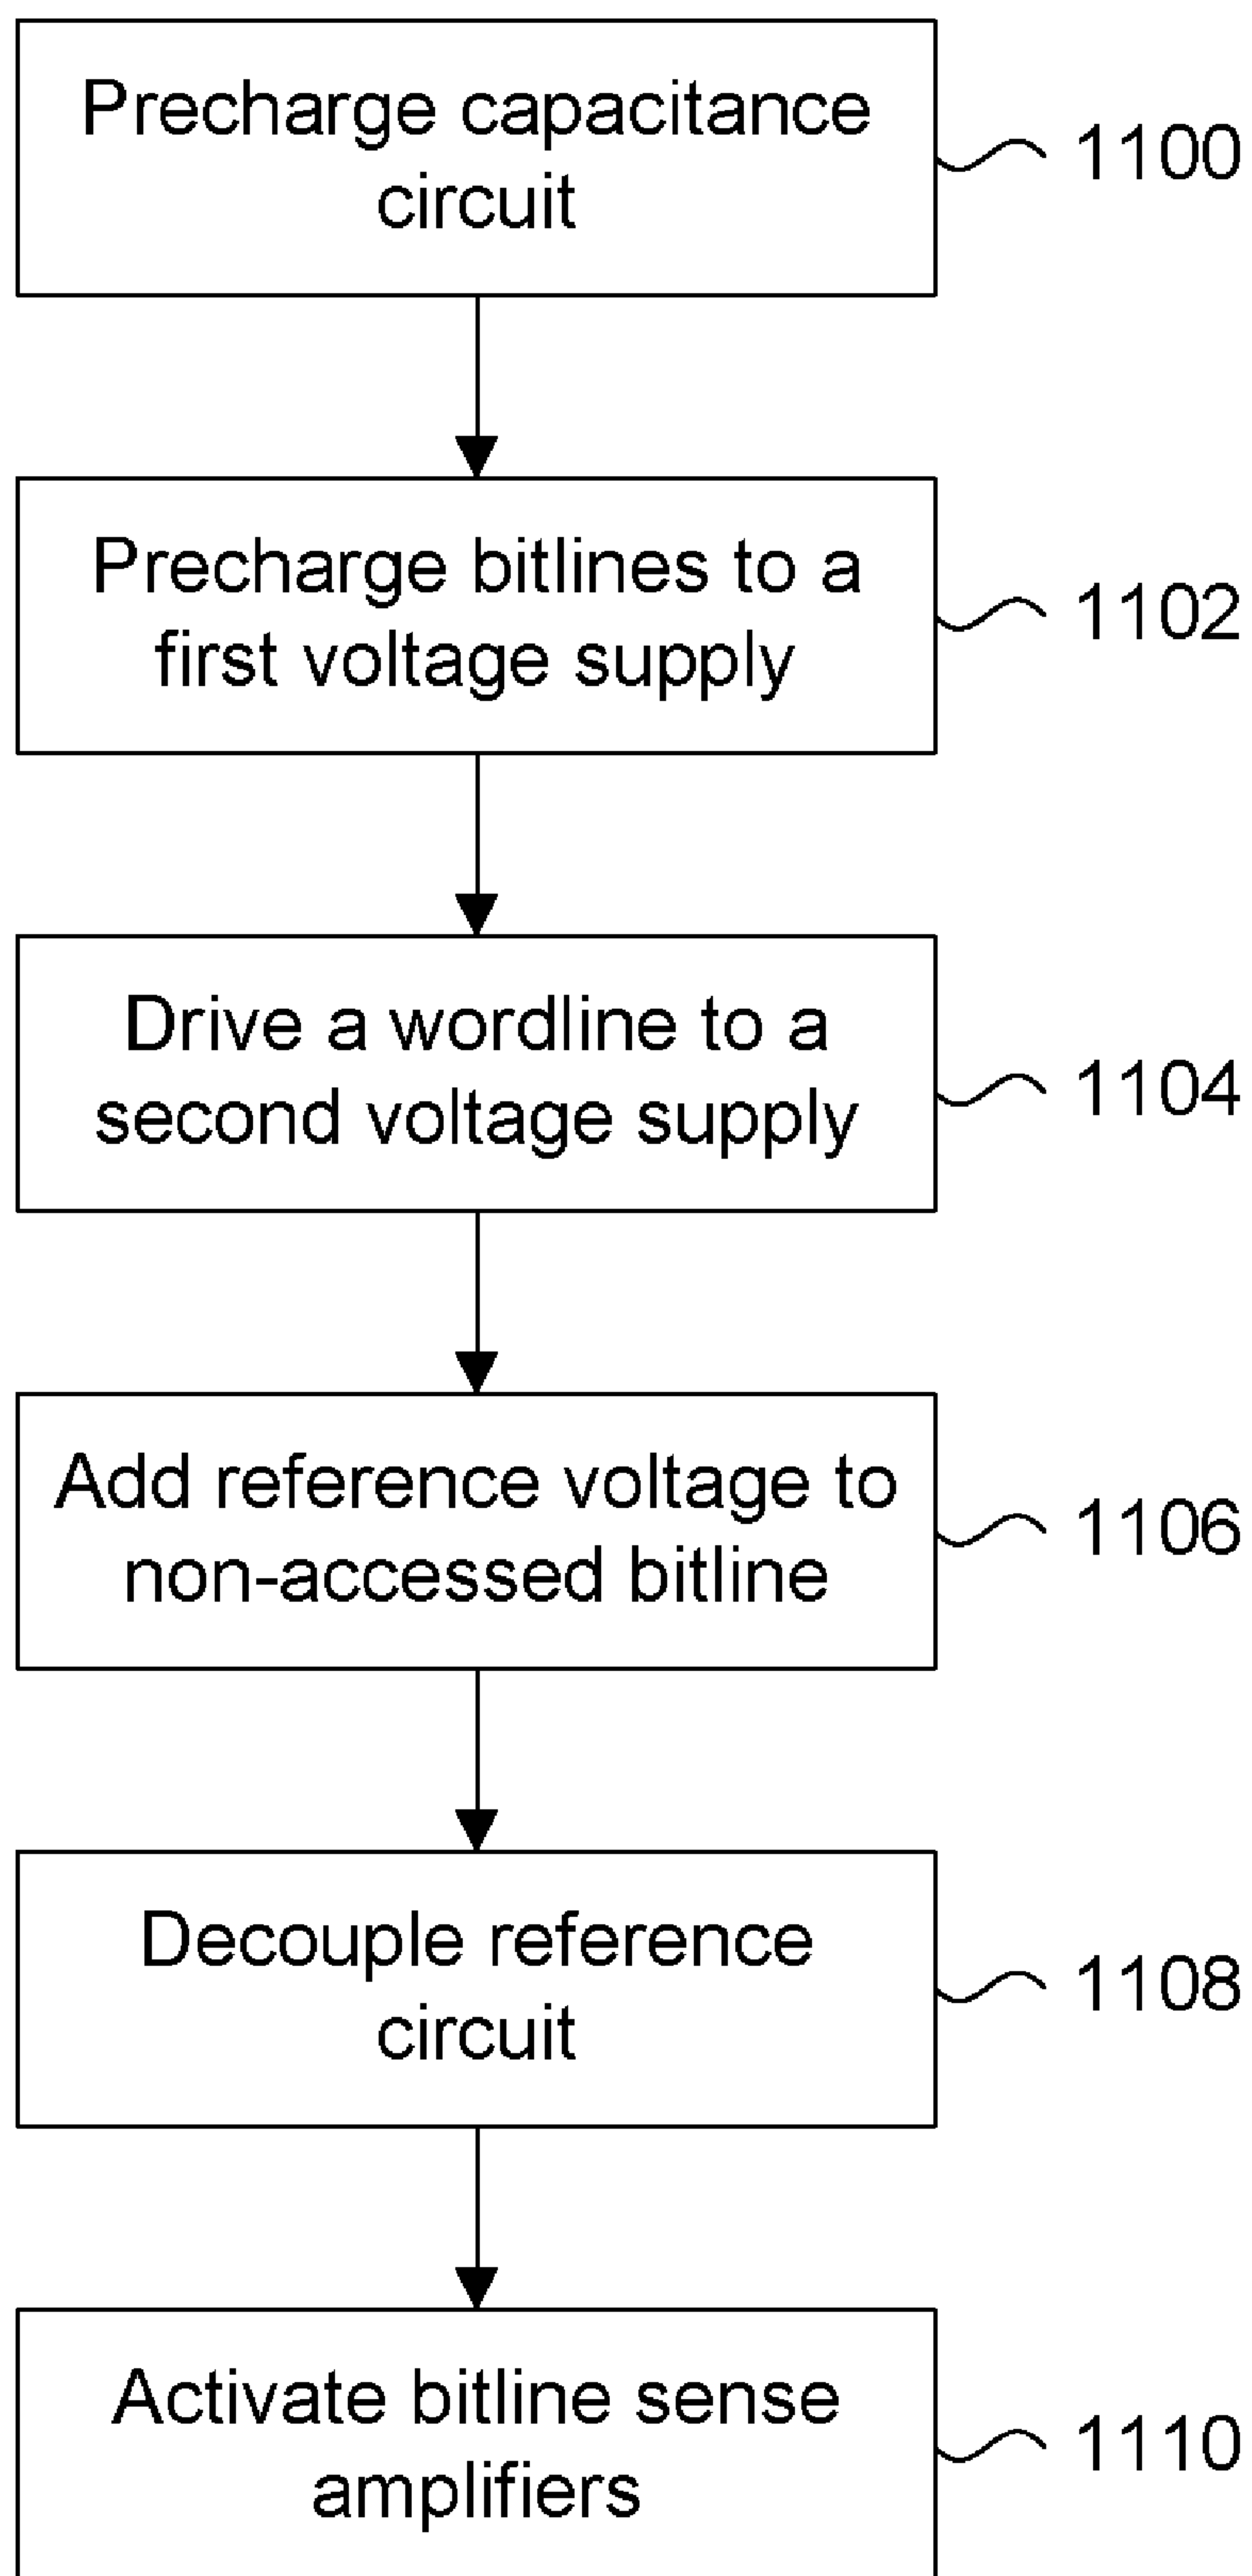 Precharge capacitance
circuit
1100
Precharge bitlines to a
first voltage supply
1102
Drive a wordline to a
second voltage supply
1104
Add reference voltage to
non-accessed bitline
1106
Decouple reference
circuit
1108
Activate bitline sense
amplifiers
1110